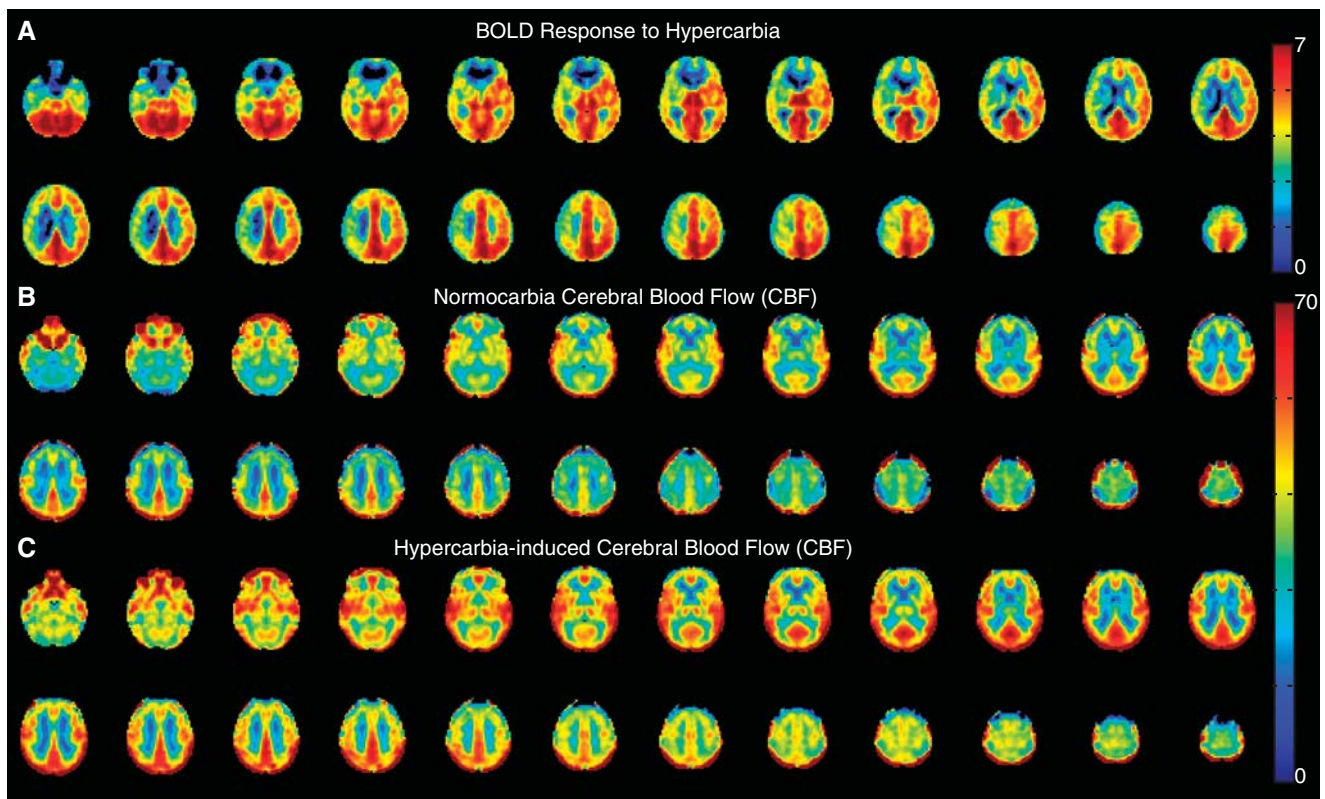 A
BOLD Response to Hypercarbia
7
0
B
Normocarbia Cerebral Blood Flow (CBF)
70
C
Hypercarbia-induced Cerebral Blood Flow (CBF)
0